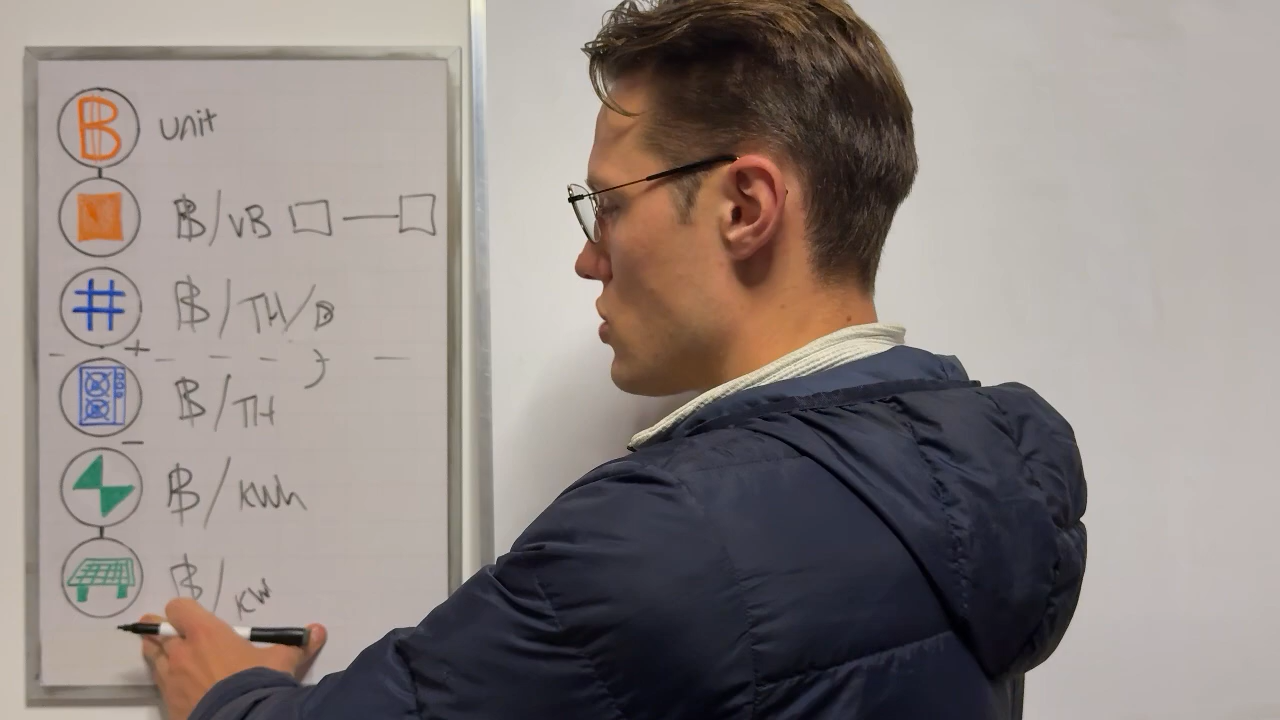 B unit
₿/vB
# ₿/TH/D
+
₿/TH
-
₿/kWh
₿/kW